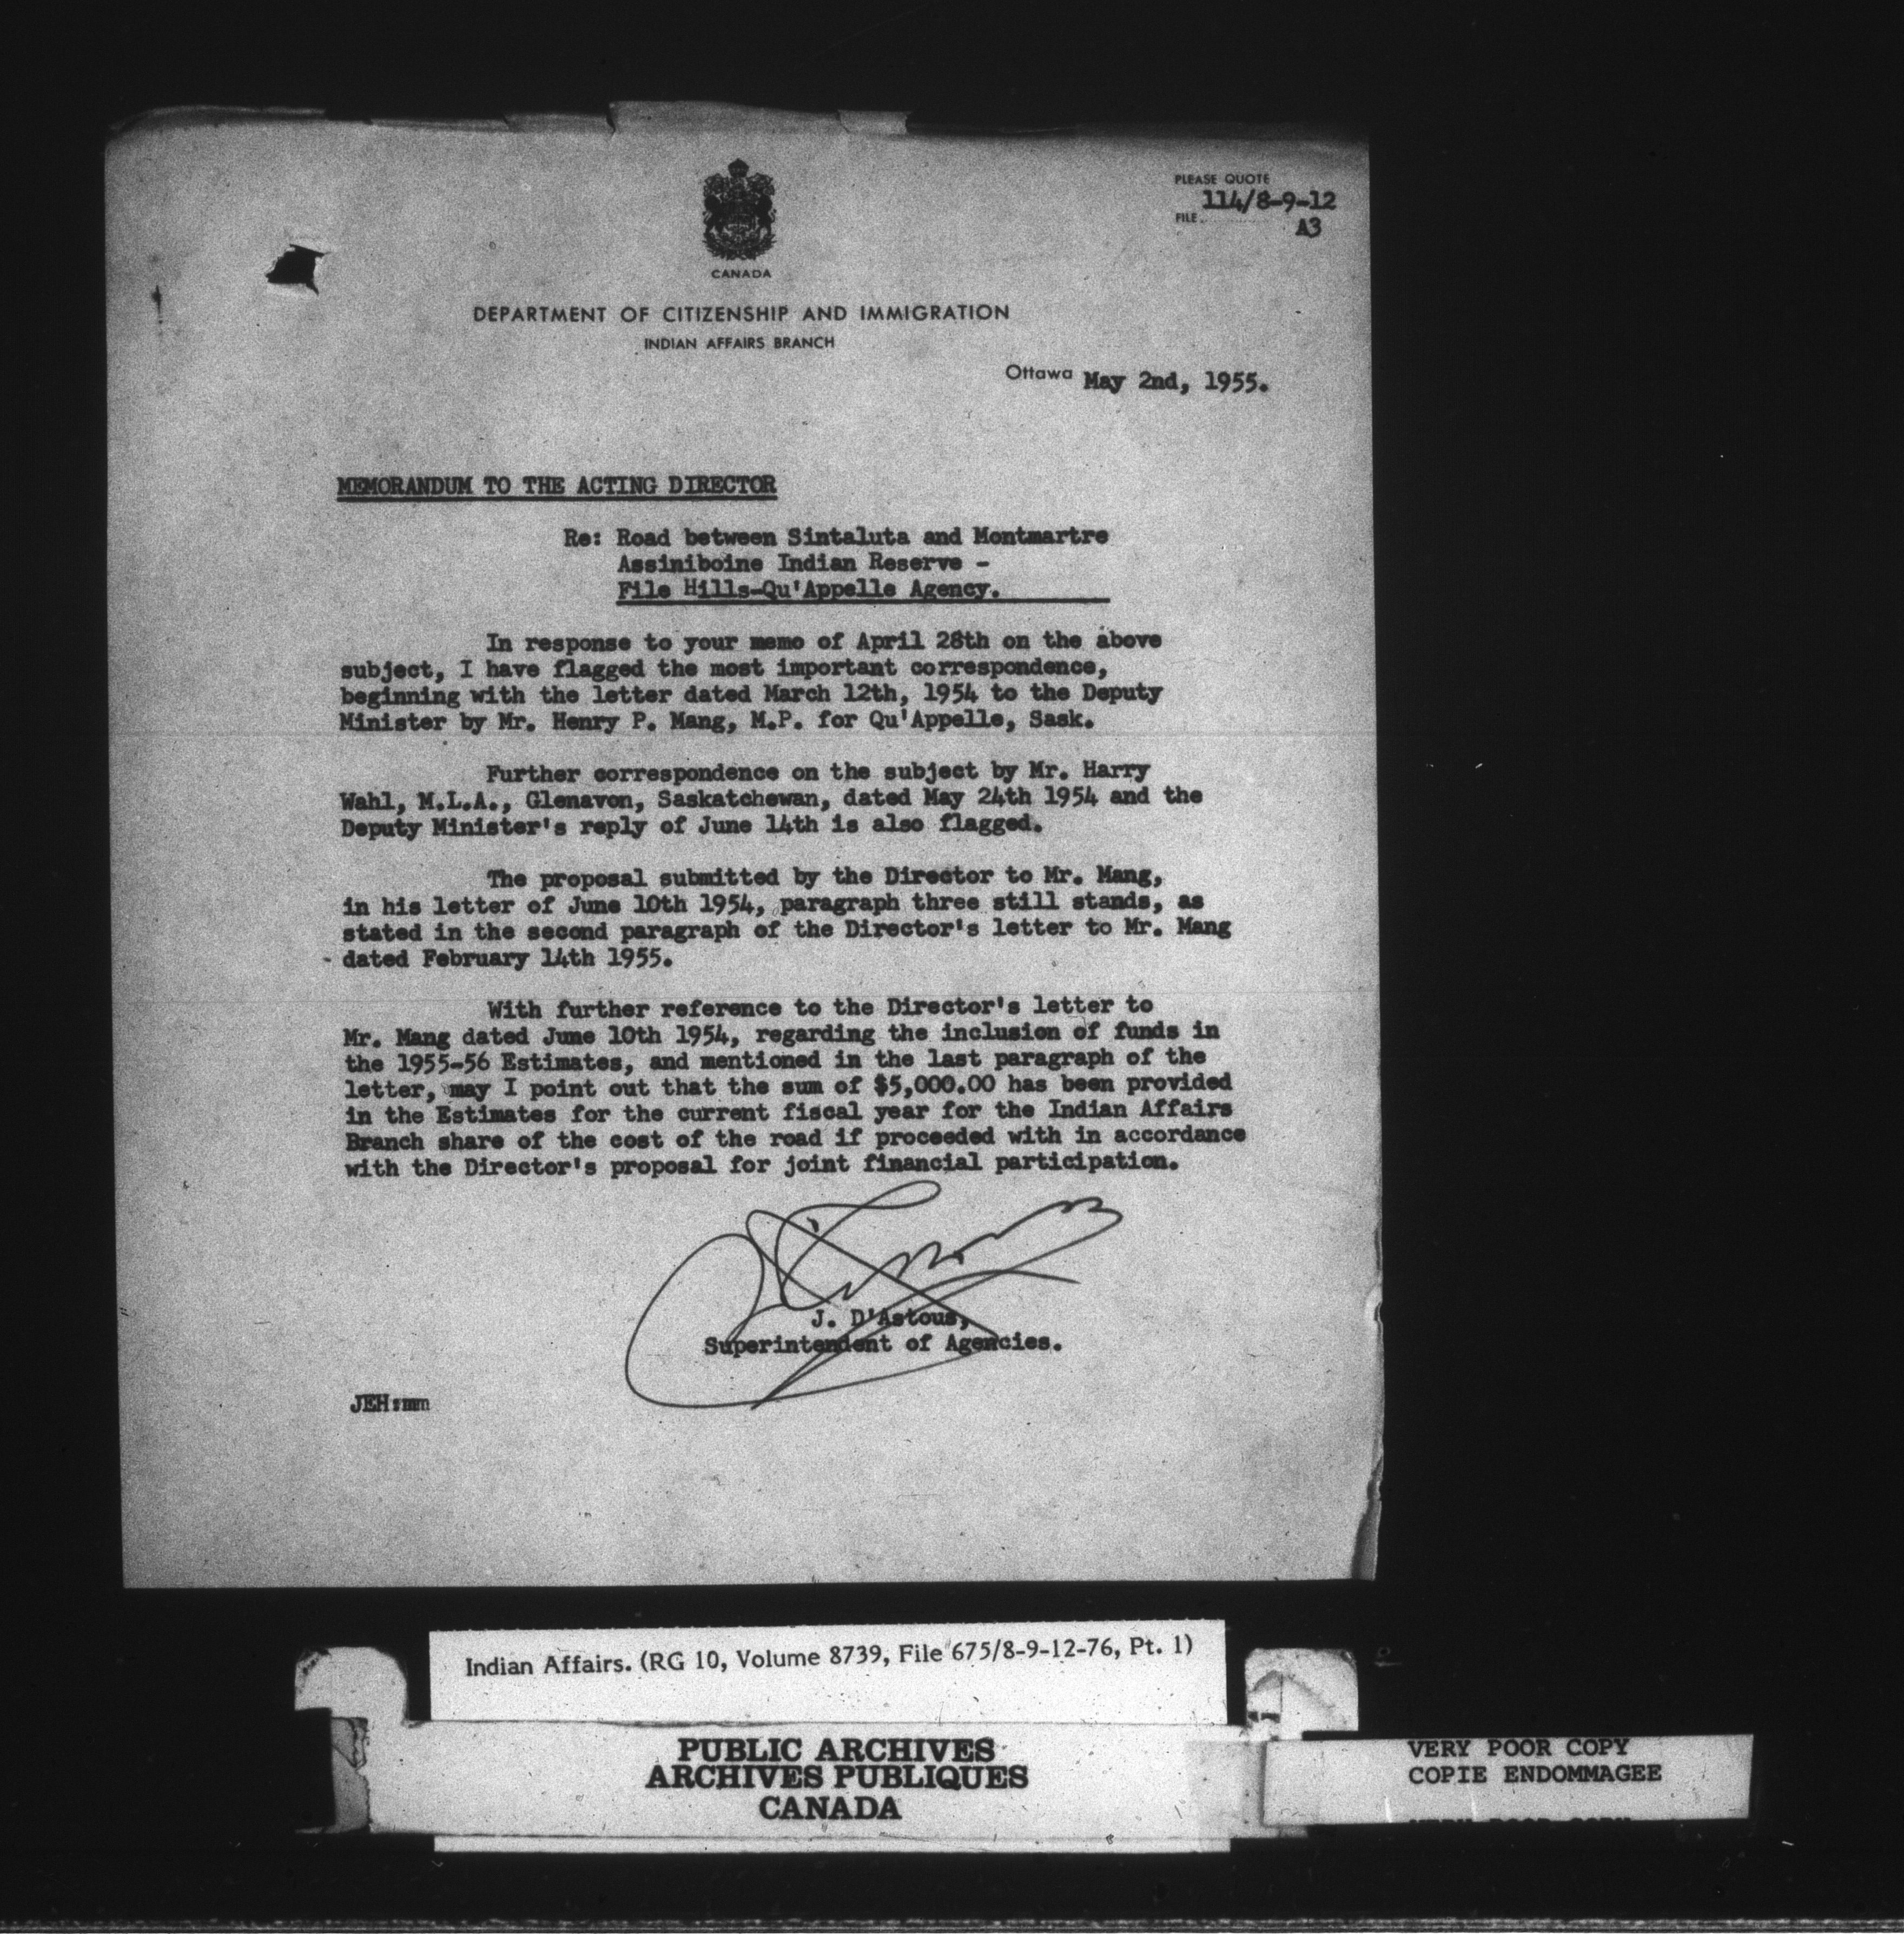 PLEASE QUOTE
114/8-9-12
FILE
A3
CANADA
DEPARTMENT OF CITIZENSHIP AND IMMIGRATION
INDIAN AFFAIRS BRANCH
Ottawa May 2nd, 1955.
MEMORANDUM TO THE ACTING DIRECTOR
Re: Road between Sintaluta and Montmartre
Assiniboine Indian Reserve -
File Hills-Qu'Appelle Agency.
In response to your memo of April 28th on the above
subject, I have flagged the most important correspondence,
beginning with the letter dated March 12th, 1954 to the Deputy
Minister by Mr. Henry P. Mang, M.P. for Qu'Appelle, Sask.
Further correspondence on the subject by Mr. Harry
Wahl, M.L.A., Glenavon, Saskatchewan, dated May 24th 1954 and the
Deputy Minister's reply of June 14th is also flagged.
The proposal submitted by the Director to Mr. Mang,
in his letter of June 10th 1954, paragraph three still stands, as
stated in the second paragraph of the Director's letter to Mr. Mang
dated February 14th 1955.
With further reference to the Director's letter to
Mr. Mang dated June 10th 1954, regarding the inclusion of funds in
the 1955-56 Estimates, and mentioned in the last paragraph of the
letter, may I point out that the sum of $5,000.00 has been provided
in the Estimates for the current fiscal year for the Indian Affairs
Branch share of the cost of the road if proceeded with in accordance
with the Director's proposal for joint financial participation.
J. D'Astous,
Superintendent of Agencies.
JEH:mm
Indian Affairs. (RG 10, Volume 8739, File 675/8-9-12-76, Pt. 1)
PUBLIC ARCHIVES
ARCHIVES PUBLIQUES
CANADA
VERY POOR COPY
COPIE ENDOMMAGEE